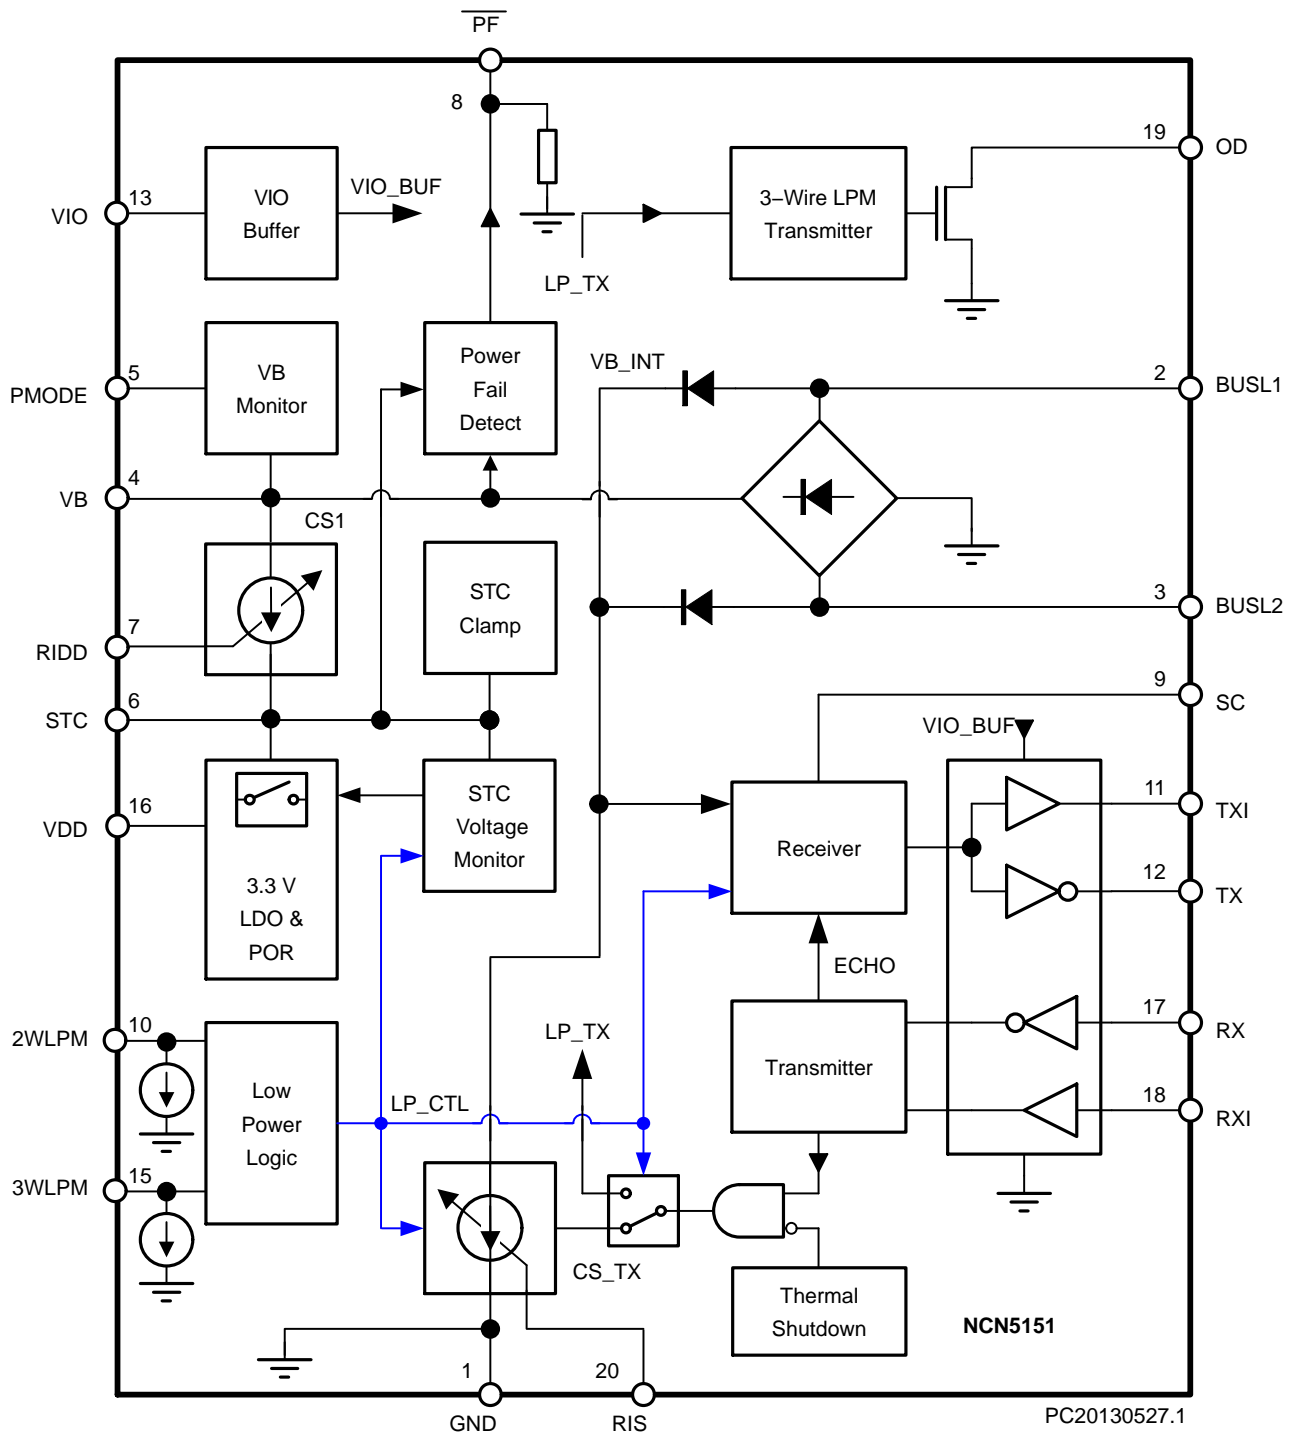 PF
8
19
OD
VIO
13
VIO
Buffer
VIO_BUF
3–Wire LPM
Transmitter
LP_TX
PMODE
5
VB
Monitor
Power
Fail
Detect
VB_INT
2
BUSL1
VB
4
CS1
STC
Clamp
3
BUSL2
RIDD
7
STC
6
9
SC
VIO_BUF
VDD
16
3.3 V
LDO &
POR
STC
Voltage
Monitor
Receiver
11
TXI
12
TX
ECHO
2WLPM
10
Low
Power
Logic
LP_TX
Transmitter
17
RX
LP_CTL
18
RXI
3WLPM
15
CS_TX
Thermal
Shutdown
NCN5151
1
GND
20
RIS
PC20130527.1